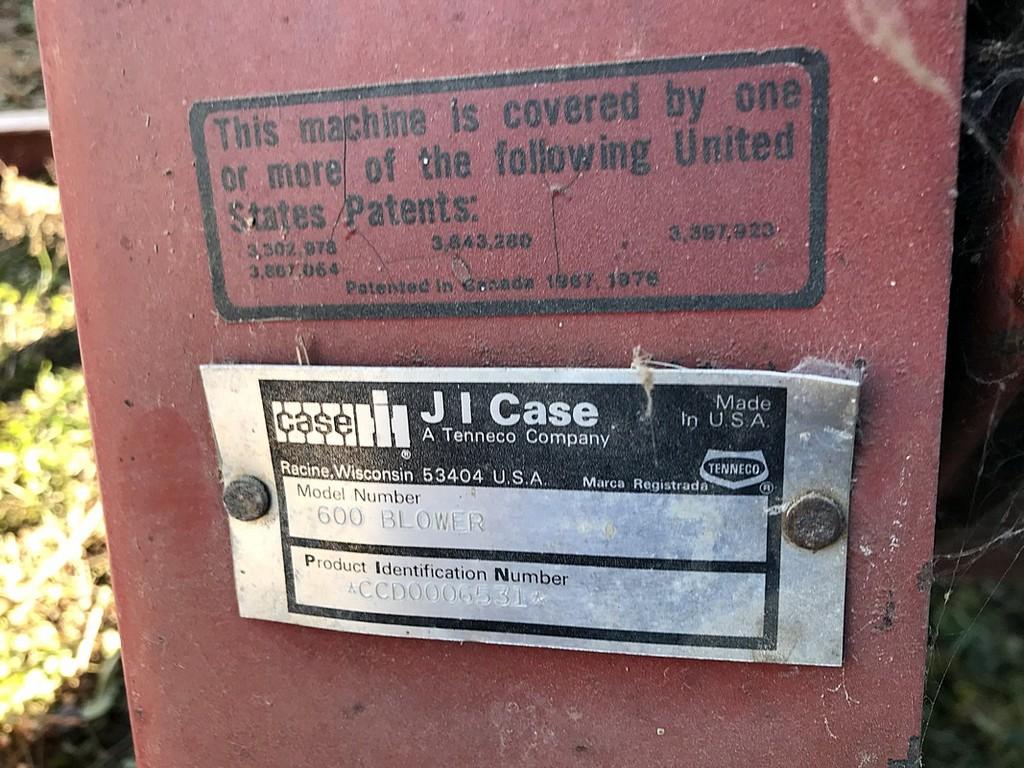 This machine is covered by one
or more of the following United
States Patents:
3,302,978 3,643,280 3,397,923
3,867,064
Patented in Canada 1967, 1976
case IH ® J I Case
A Tenneco Company
Made
In U.S.A.
Racine, Wisconsin 53404 U.S.A.
Marca Registrada TENNECO ®
Model Number
600 BLOWER
Product Identification Number
*CCD0006531*